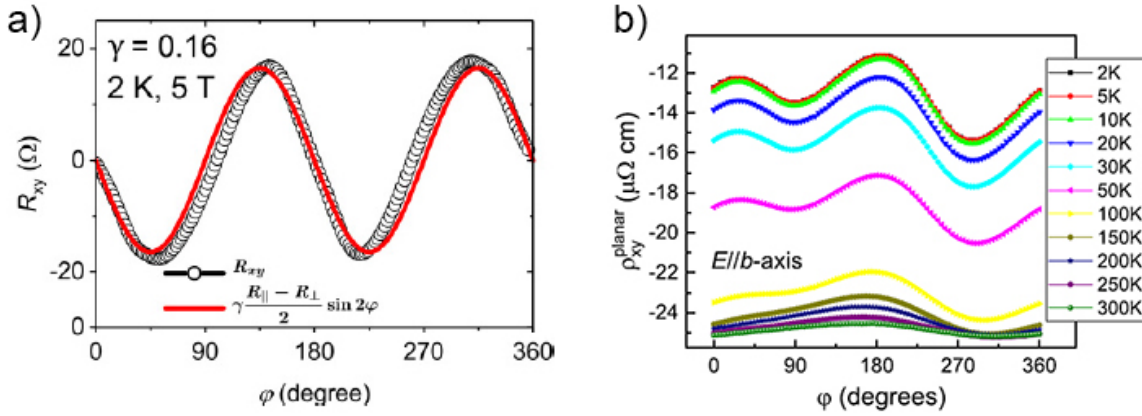 a)
γ = 0.16
2 K, 5 T
20
0
-20
0
R_xy (Ω)
R_xy
γ (R_∥ − R_⊥)/2 sin 2φ
0 90 180 270 360
φ (degree)
b)
-12
-14
-16
-18
-20
-22
-24
ρ_xy^planar (μΩ cm)
E//b-axis
0 90 180 270 360
φ (degrees)
2K
5K
10K
20K
30K
50K
100K
150K
200K
250K
300K